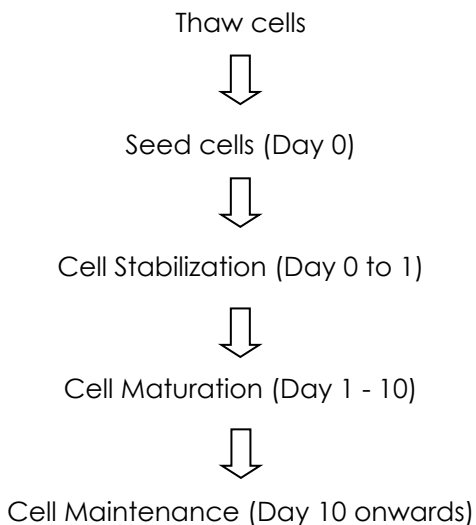 Thaw cells
Seed cells (Day 0)
Cell Stabilization (Day 0 to 1)
Cell Maturation (Day 1 - 10)
Cell Maintenance (Day 10 onwards)